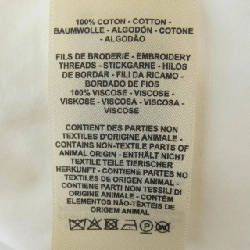 100% COTON - COTTON -
BAUMWOLLE - ALGODÓN - COTONE
- ALGODÃO
FILS DE BRODERIE - EMBROIDERY
THREADS - STICKGARNE - HILOS
DE BORDAR - FILI DA RICAMO
- BORDADO DE FIOS
100% VISCOSE - VISCOSE -
VISKOSE - VISCOSA - VISCOSA
- VISCOSE
CONTIENT DES PARTIES NON
TEXTILES D'ORIGINE ANIMALE -
CONTAINS NON-TEXTILE PARTS OF
ANIMAL ORIGIN - ENTHÄLT NICHT
TEXTILE TEILE TIERISCHER
HERKUNFT - CONTIENE PARTES NO
TEXTILES DE ORIGEN ANIMAL -
CONTIENE PARTI NON TESSILI DI
ORIGINE ANIMALE - CONTÉM
ELEMENTOS NÃO-TÊXTEIS DE
ORIGEM ANIMAL